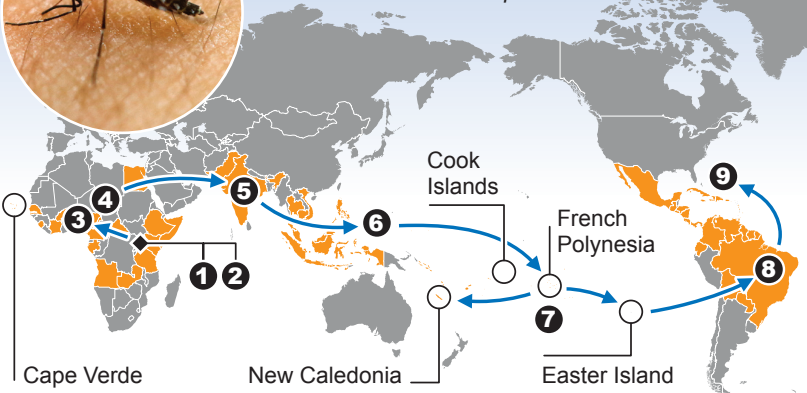 Cook
Islands
French
Polynesia
9
5
4
3
6
8
1 2
7
Cape Verde
New Caledonia
Easter Island